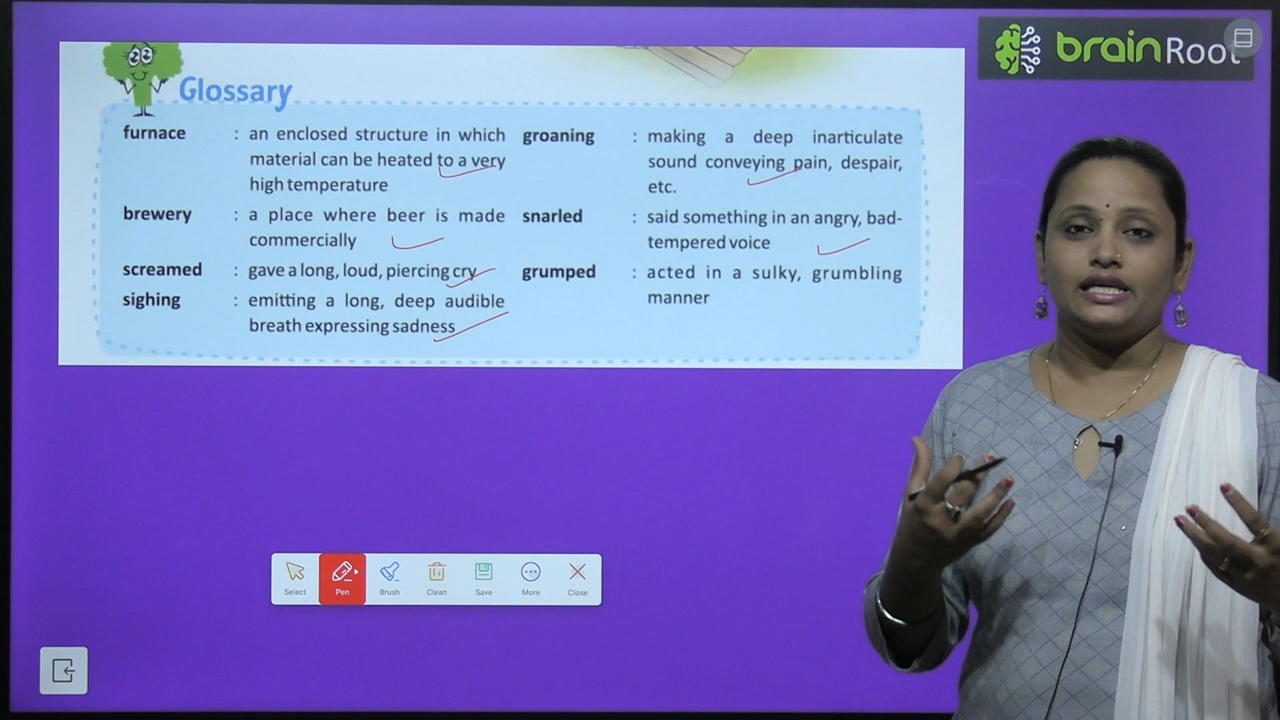 brainRoot
Glossary
furnace : an enclosed structure in which
material can be heated to a very
high temperature
brewery : a place where beer is made
commercially
screamed : gave a long, loud, piercing cry
sighing : emitting a long, deep audible
breath expressing sadness
groaning : making a deep inarticulate
sound conveying pain, despair,
etc.
snarled : said something in an angry, bad-
tempered voice
grumped : acted in a sulky, grumbling
manner
Select Pen Brush Clean Save More Close